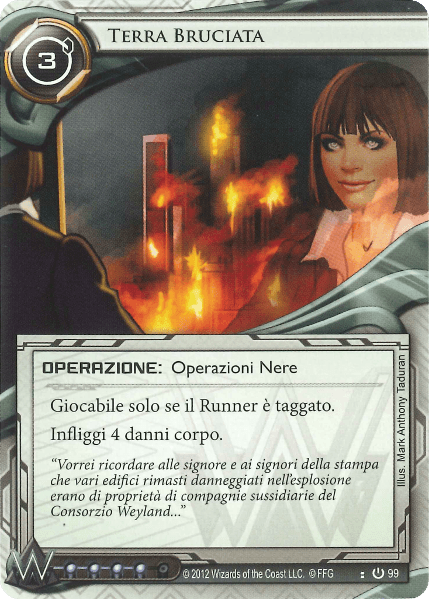 3
TERRA BRUCIATA
OPERAZIONE: Operazioni Nere
Giocabile solo se il Runner è taggato.
Infliggi 4 danni corpo.
“Vorrei ricordare alle signore e ai signori della stampa
che vari edifici rimasti danneggiati nell'esplosione
erano di proprietà di compagnie sussidiarie del
Consorzio Weyland...”
Illus. Mark Anthony Taduran
© 2012 Wizards of the Coast LLC. © FFG
99